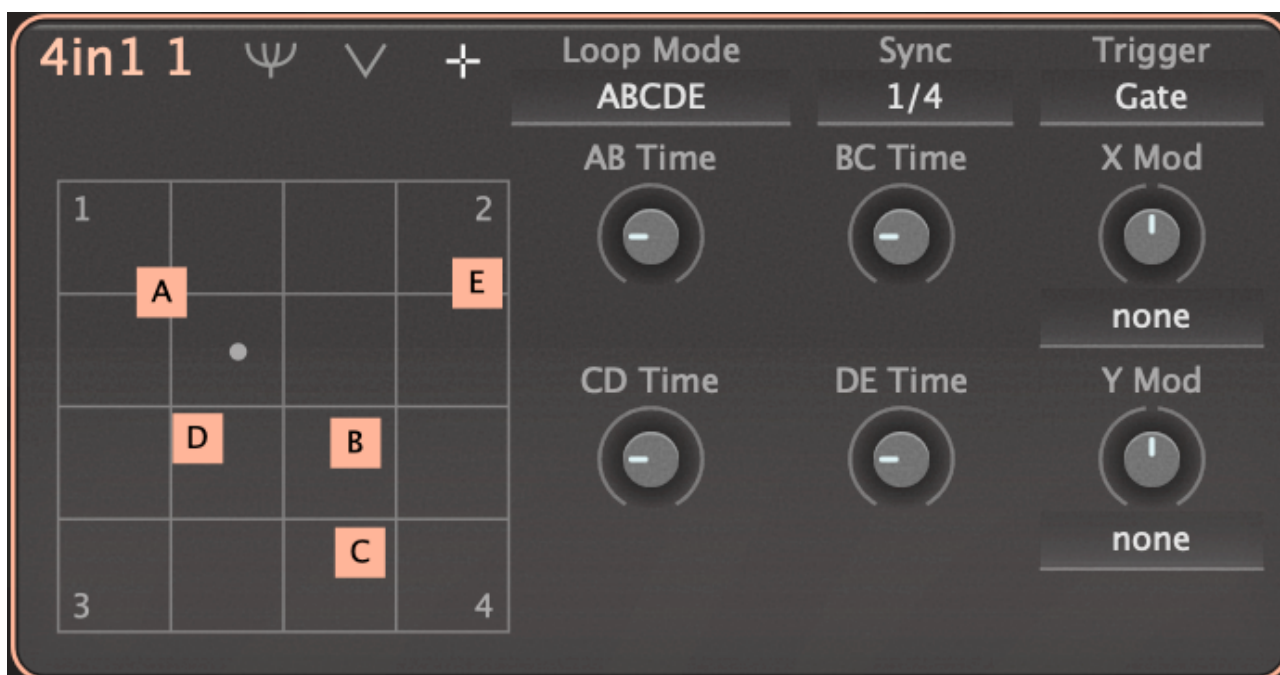 4in1 1
Loop Mode
Sync
Trigger
ABCDE
1/4
Gate
AB Time
BC Time
X Mod
1
2
A
E
none
CD Time
DE Time
Y Mod
D
B
none
C
3
4